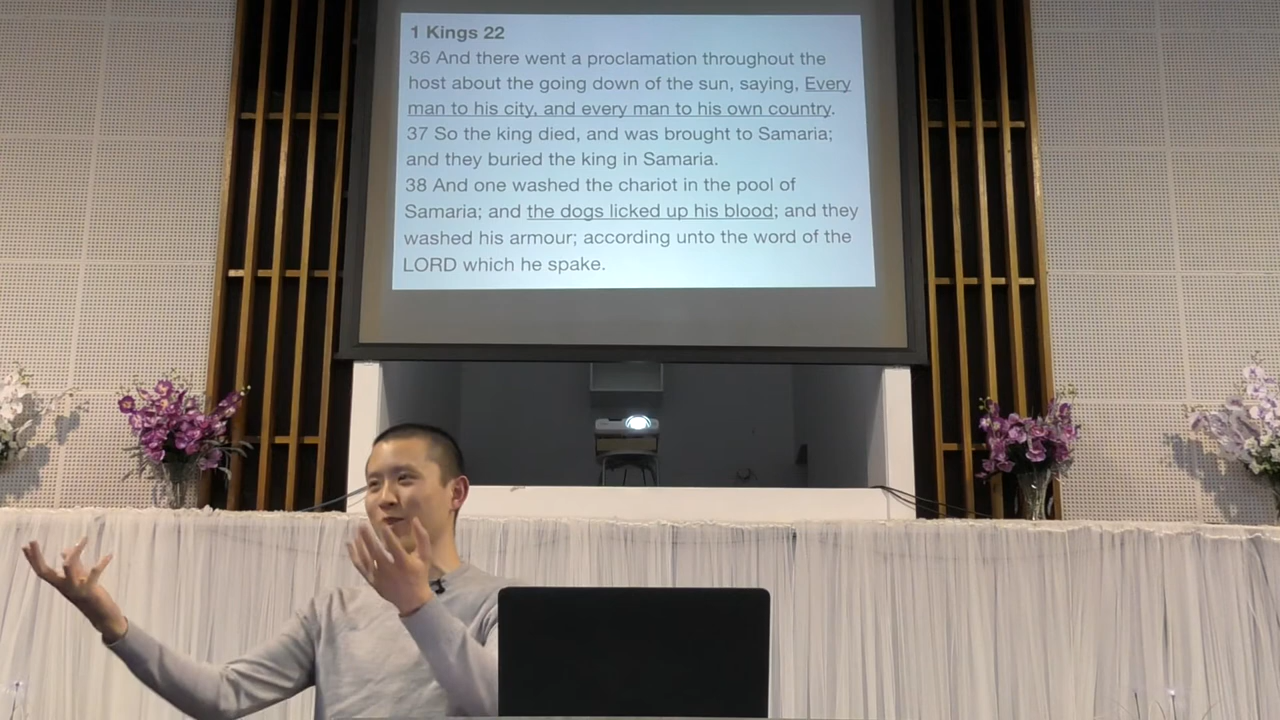 1 Kings 22
36 And there went a proclamation throughout the
host about the going down of the sun, saying, Every
man to his city, and every man to his own country.
37 So the king died, and was brought to Samaria;
and they buried the king in Samaria.
38 And one washed the chariot in the pool of
Samaria; and the dogs licked up his blood; and they
washed his armour; according unto the word of the
LORD which he spake.